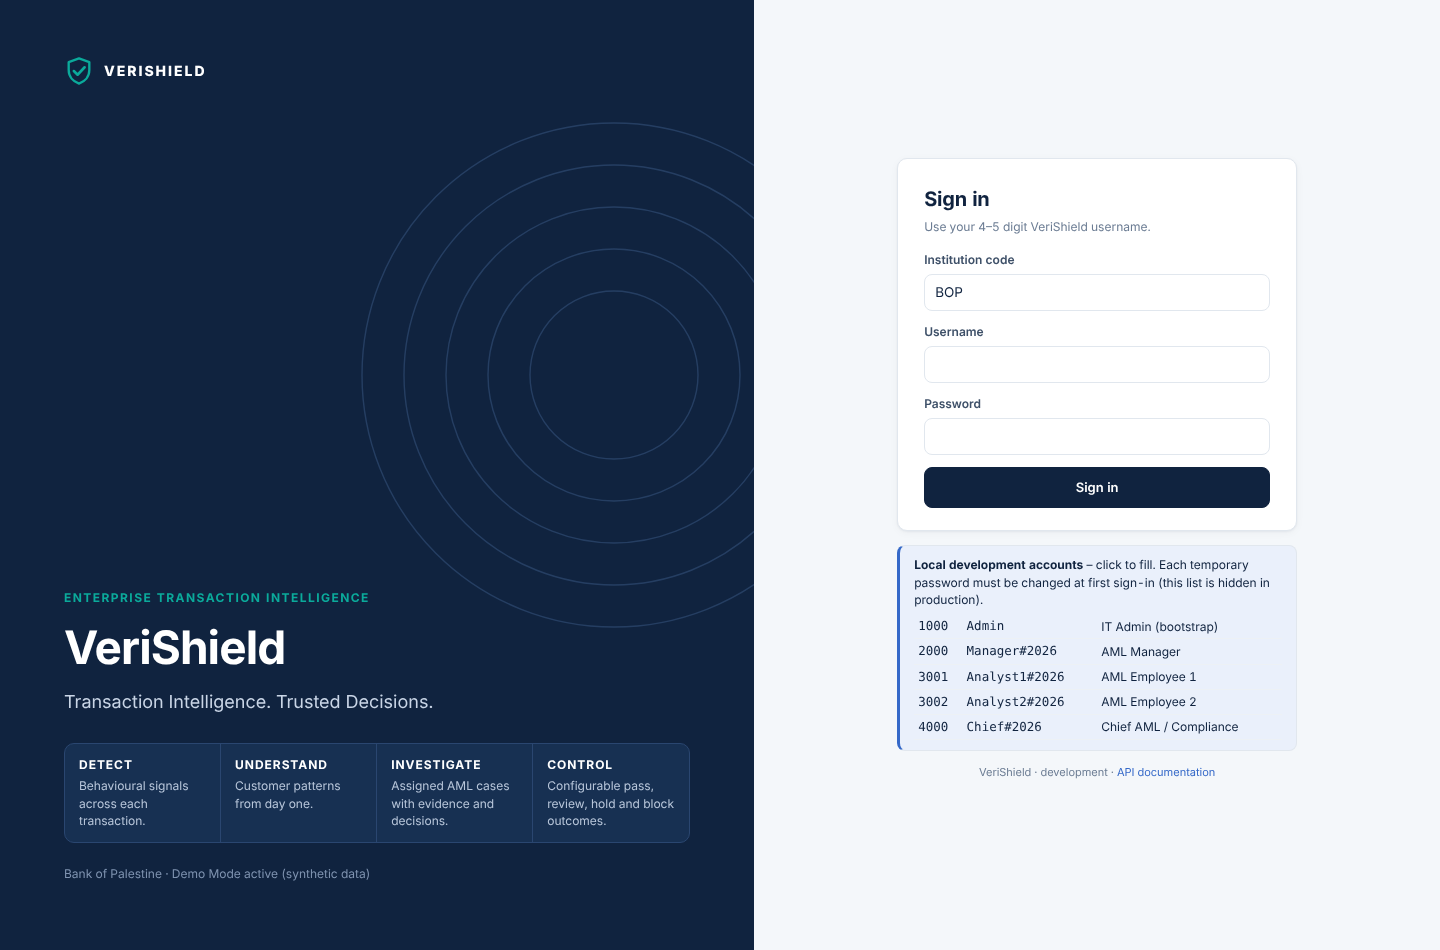 VERISHIELD
ENTERPRISE TRANSACTION INTELLIGENCE
VeriShield
Transaction Intelligence. Trusted Decisions.
DETECT
Behavioural signals
across each
transaction.
UNDERSTAND
Customer patterns
from day one.
INVESTIGATE
Assigned AML cases
with evidence and
decisions.
CONTROL
Configurable pass,
review, hold and block
outcomes.
Bank of Palestine · Demo Mode active (synthetic data)
Sign in
Use your 4–5 digit VeriShield username.
Institution code
BOP
Username
Password
Sign in
Local development accounts – click to fill. Each temporary
password must be changed at first sign-in (this list is hidden in
production).
1000 Admin IT Admin (bootstrap)
2000 Manager#2026 AML Manager
3001 Analyst1#2026 AML Employee 1
3002 Analyst2#2026 AML Employee 2
4000 Chief#2026 Chief AML / Compliance
VeriShield · development · API documentation